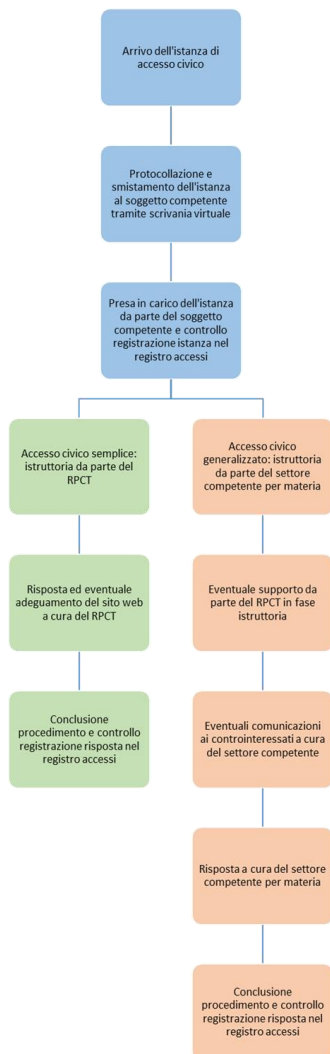 Arrivo dell'istanza di
accesso civico
Protocollazione e
smistamento dell'istanza
al soggetto competente
tramite scrivania virtuale
Presa in carico dell'istanza
da parte del soggetto
competente e controllo
registrazione istanza nel
registro accessi
Accesso civico semplice:
istruttoria da parte del
RPCT
Risposta ed eventuale
adeguamento del sito web
a cura del RPCT
Conclusione
procedimento e controllo
registrazione risposta nel
registro accessi
Accesso civico
generalizzato: istruttoria
da parte del settore
competente per materia
Eventuale supporto da
parte del RPCT in fase
istruttoria
Eventuali comunicazioni
ai controinteressati a cura
del settore competente
Risposta a cura del settore
competente per materia
Conclusione
procedimento e controllo
registrazione risposta nel
registro accessi